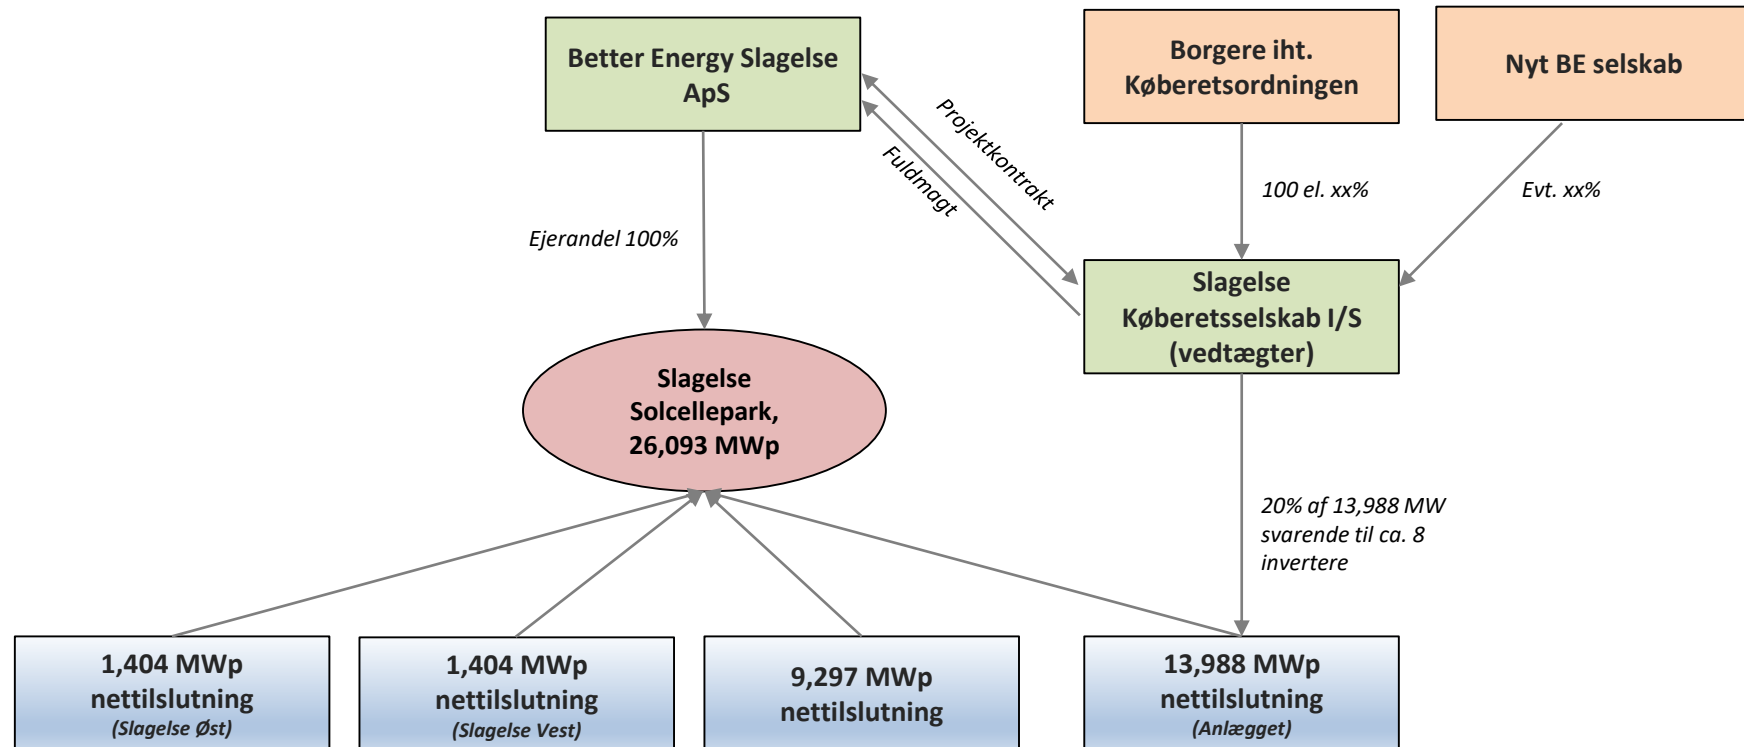 Better Energy Slagelse
ApS
Borgere iht.
Køberetsordningen
Nyt BE selskab
Projektkontrakt
Fuldmagt
100 el. xx%
Evt. xx%
Ejerandel 100%
Slagelse
Køberetsselskab I/S
(vedtægter)
Slagelse
Solcellepark,
26,093 MWp
20% af 13,988 MW
svarende til ca. 8
invertere
1,404 MWp
nettilslutning
(Slagelse Øst)
1,404 MWp
nettilslutning
(Slagelse Vest)
9,297 MWp
nettilslutning
13,988 MWp
nettilslutning
(Anlægget)